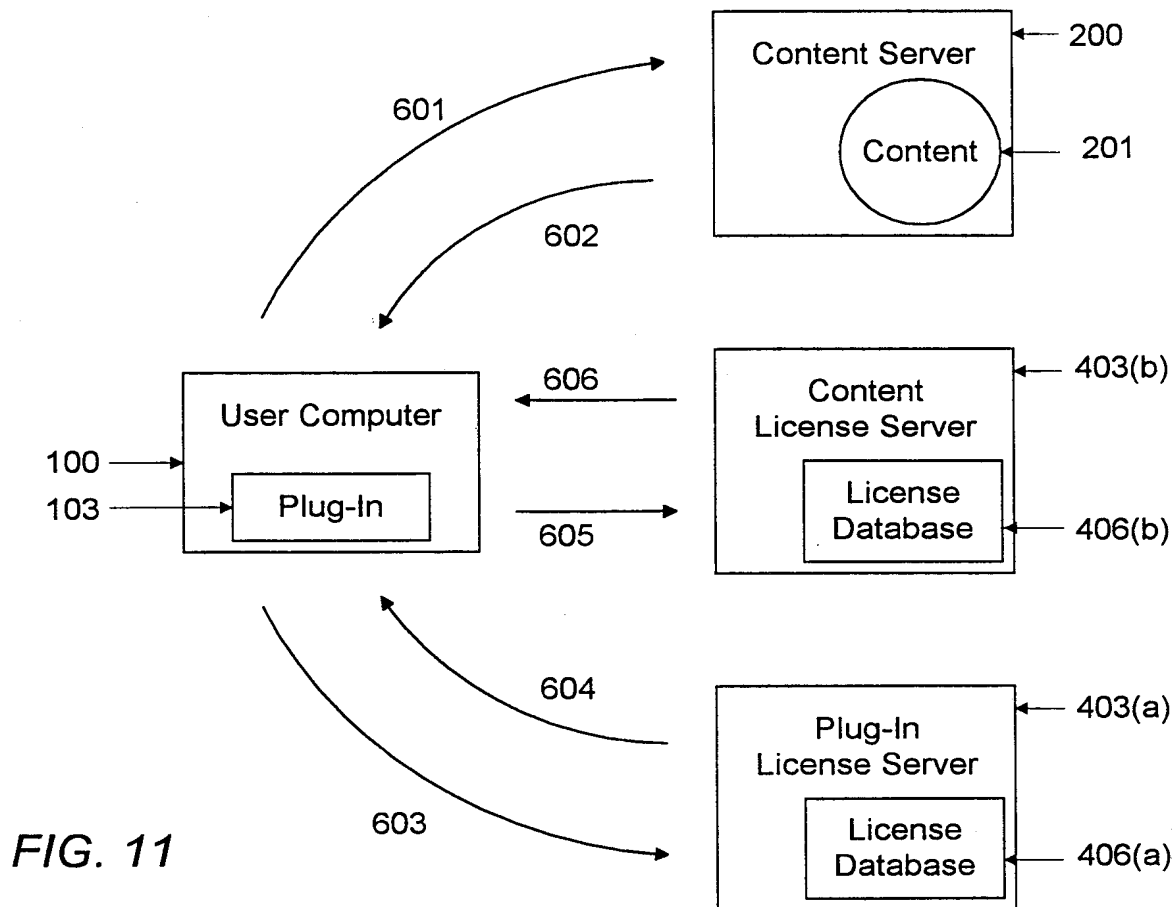 Content Server
200
Content
201
601
602
User Computer
100
Plug-In
103
606
605
Content
License Server
403(b)
License
Database
406(b)
604
603
Plug-In
License Server
403(a)
License
Database
406(a)
FIG. 11